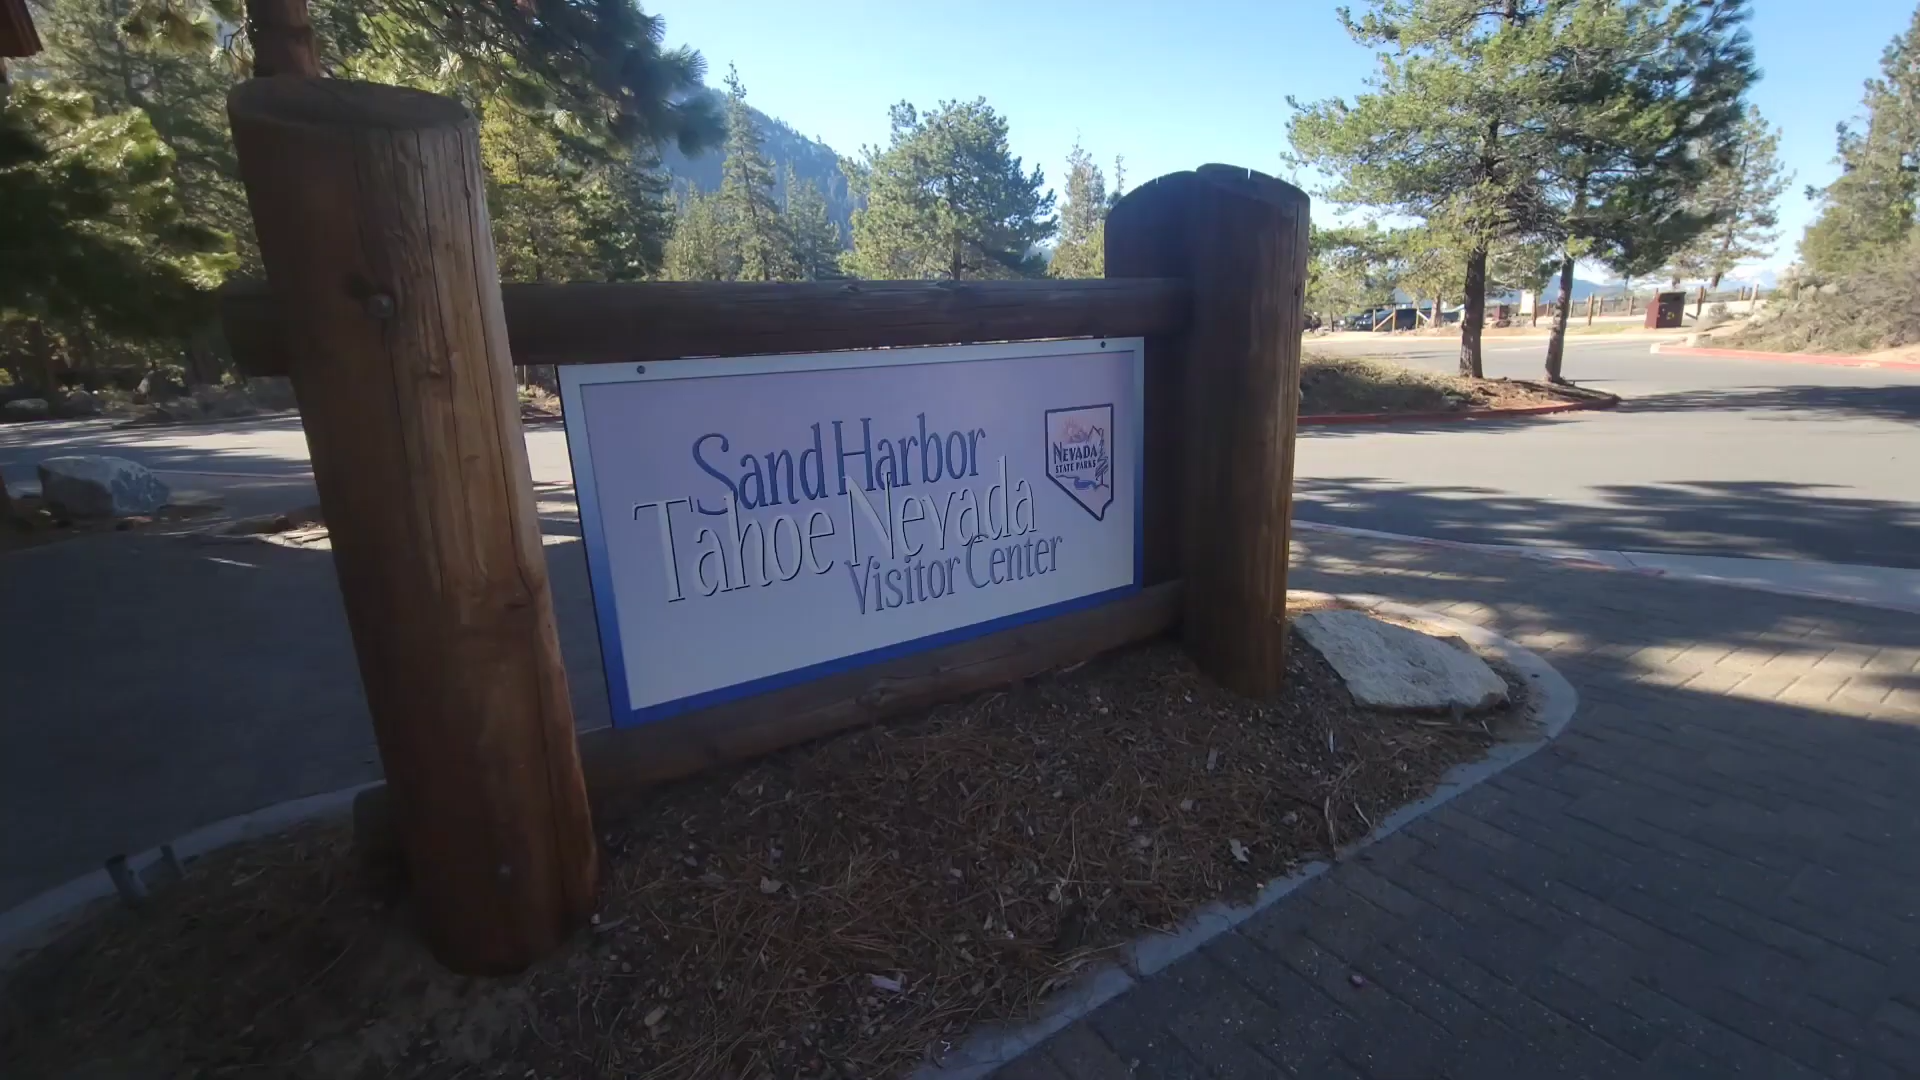 Sand Harbor
Tahoe Nevada
Visitor Center
NEVADA
STATE PARKS